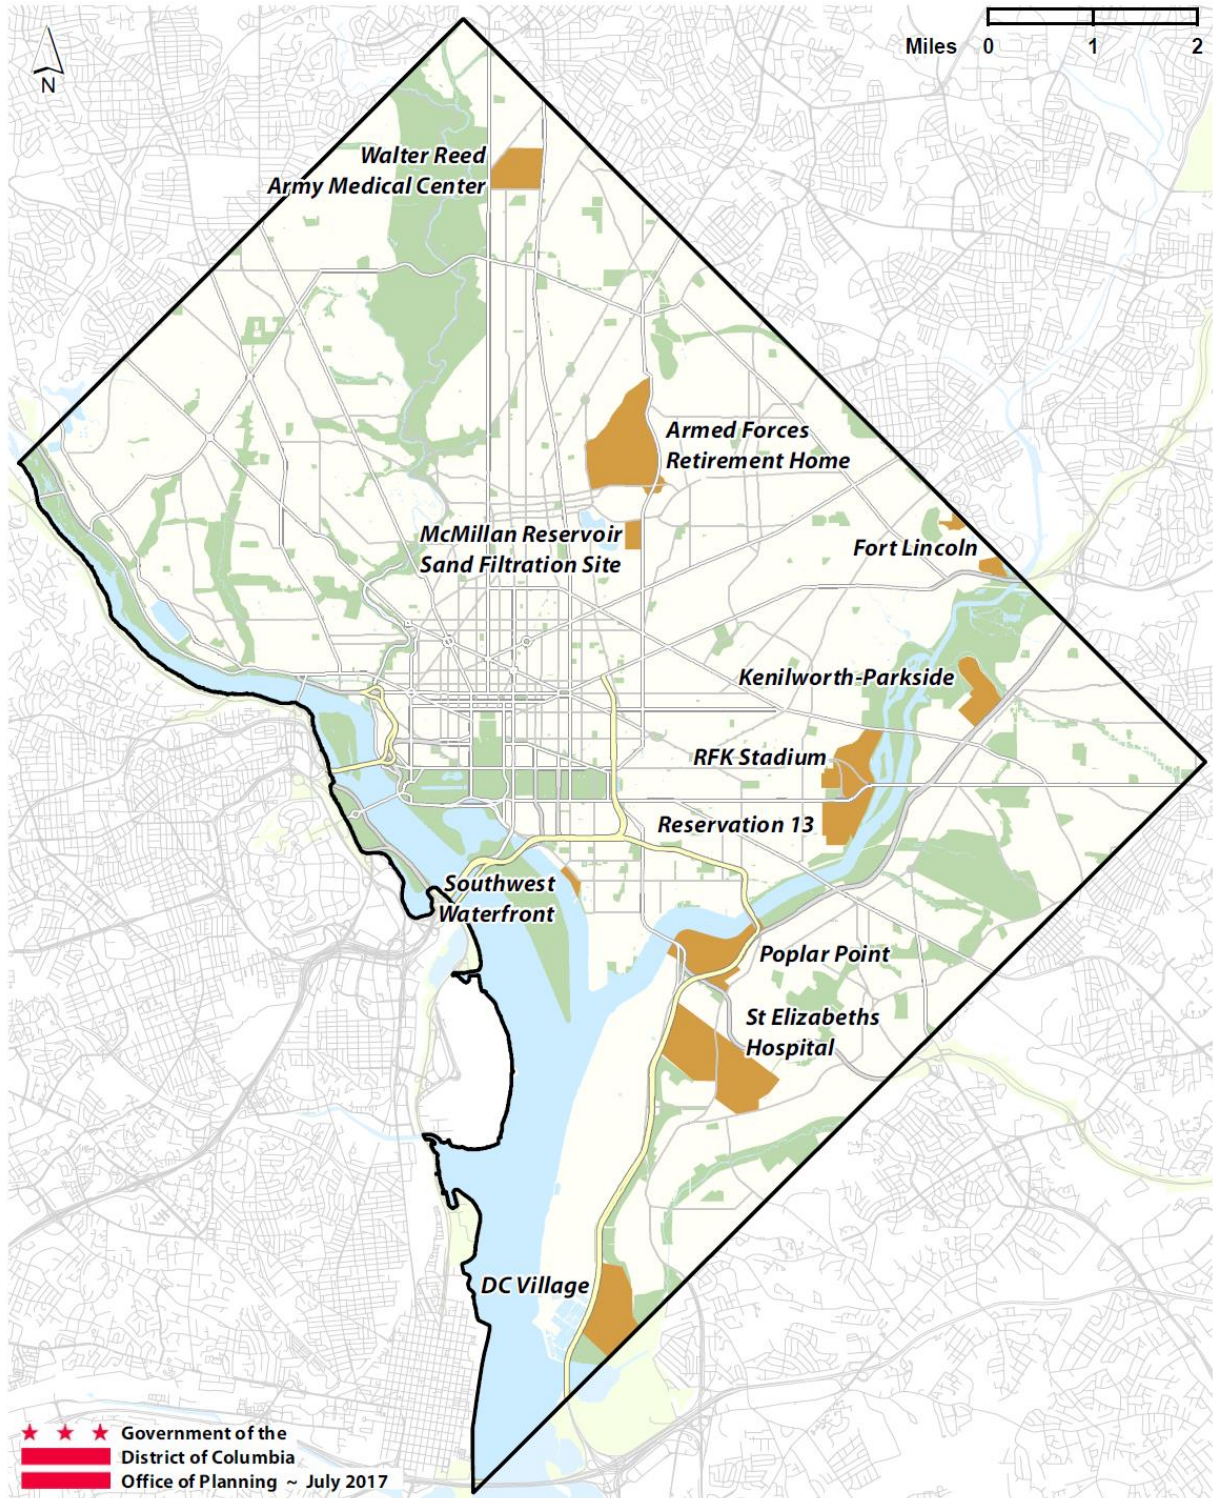 Miles 0 1 2
N
Walter Reed
Army Medical Center
Armed Forces
Retirement Home
McMillan Reservoir
Sand Filtration Site
Fort Lincoln
Kenilworth-Parkside
RFK Stadium
Reservation 13
Southwest
Waterfront
Poplar Point
St Elizabeths
Hospital
DC Village
Government of the
District of Columbia
Office of Planning ~ July 2017